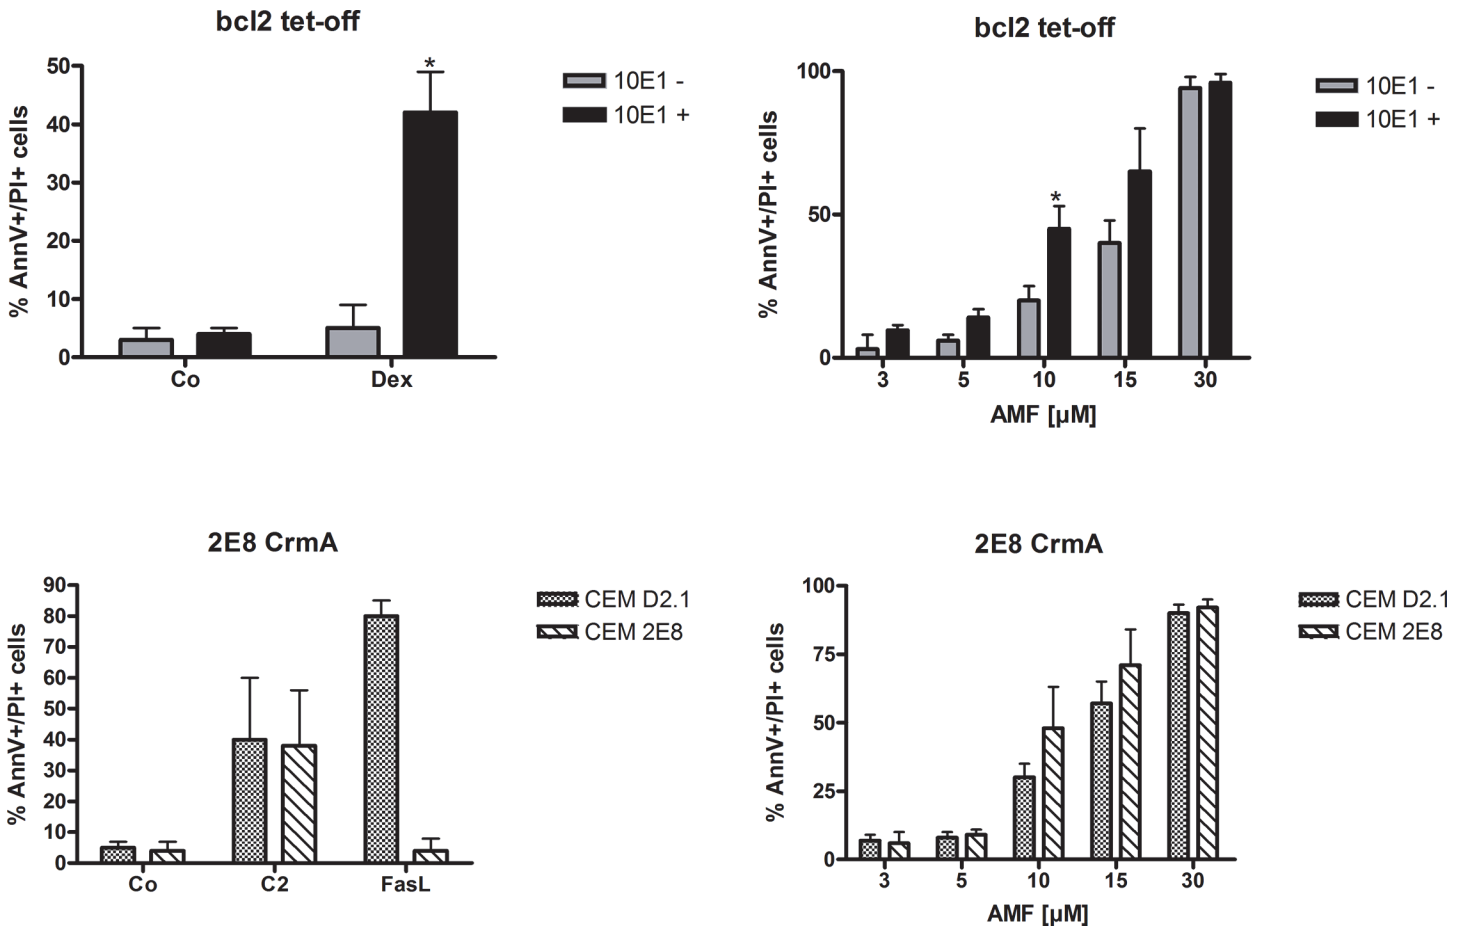 bcl2 tet-off
% AnnV+/PI+ cells
50
40
30
20
10
0
Co
Dex
*
10E1 -
10E1 +
bcl2 tet-off
% AnnV+/PI+ cells
100
50
0
3
5
10
15
30
AMF [µM]
*
10E1 -
10E1 +
2E8 CrmA
% AnnV+/PI+ cells
90
80
70
60
50
40
30
20
10
0
Co
C2
FasL
CEM D2.1
CEM 2E8
2E8 CrmA
% AnnV+/PI+ cells
100
75
50
25
0
3
5
10
15
30
AMF [µM]
CEM D2.1
CEM 2E8